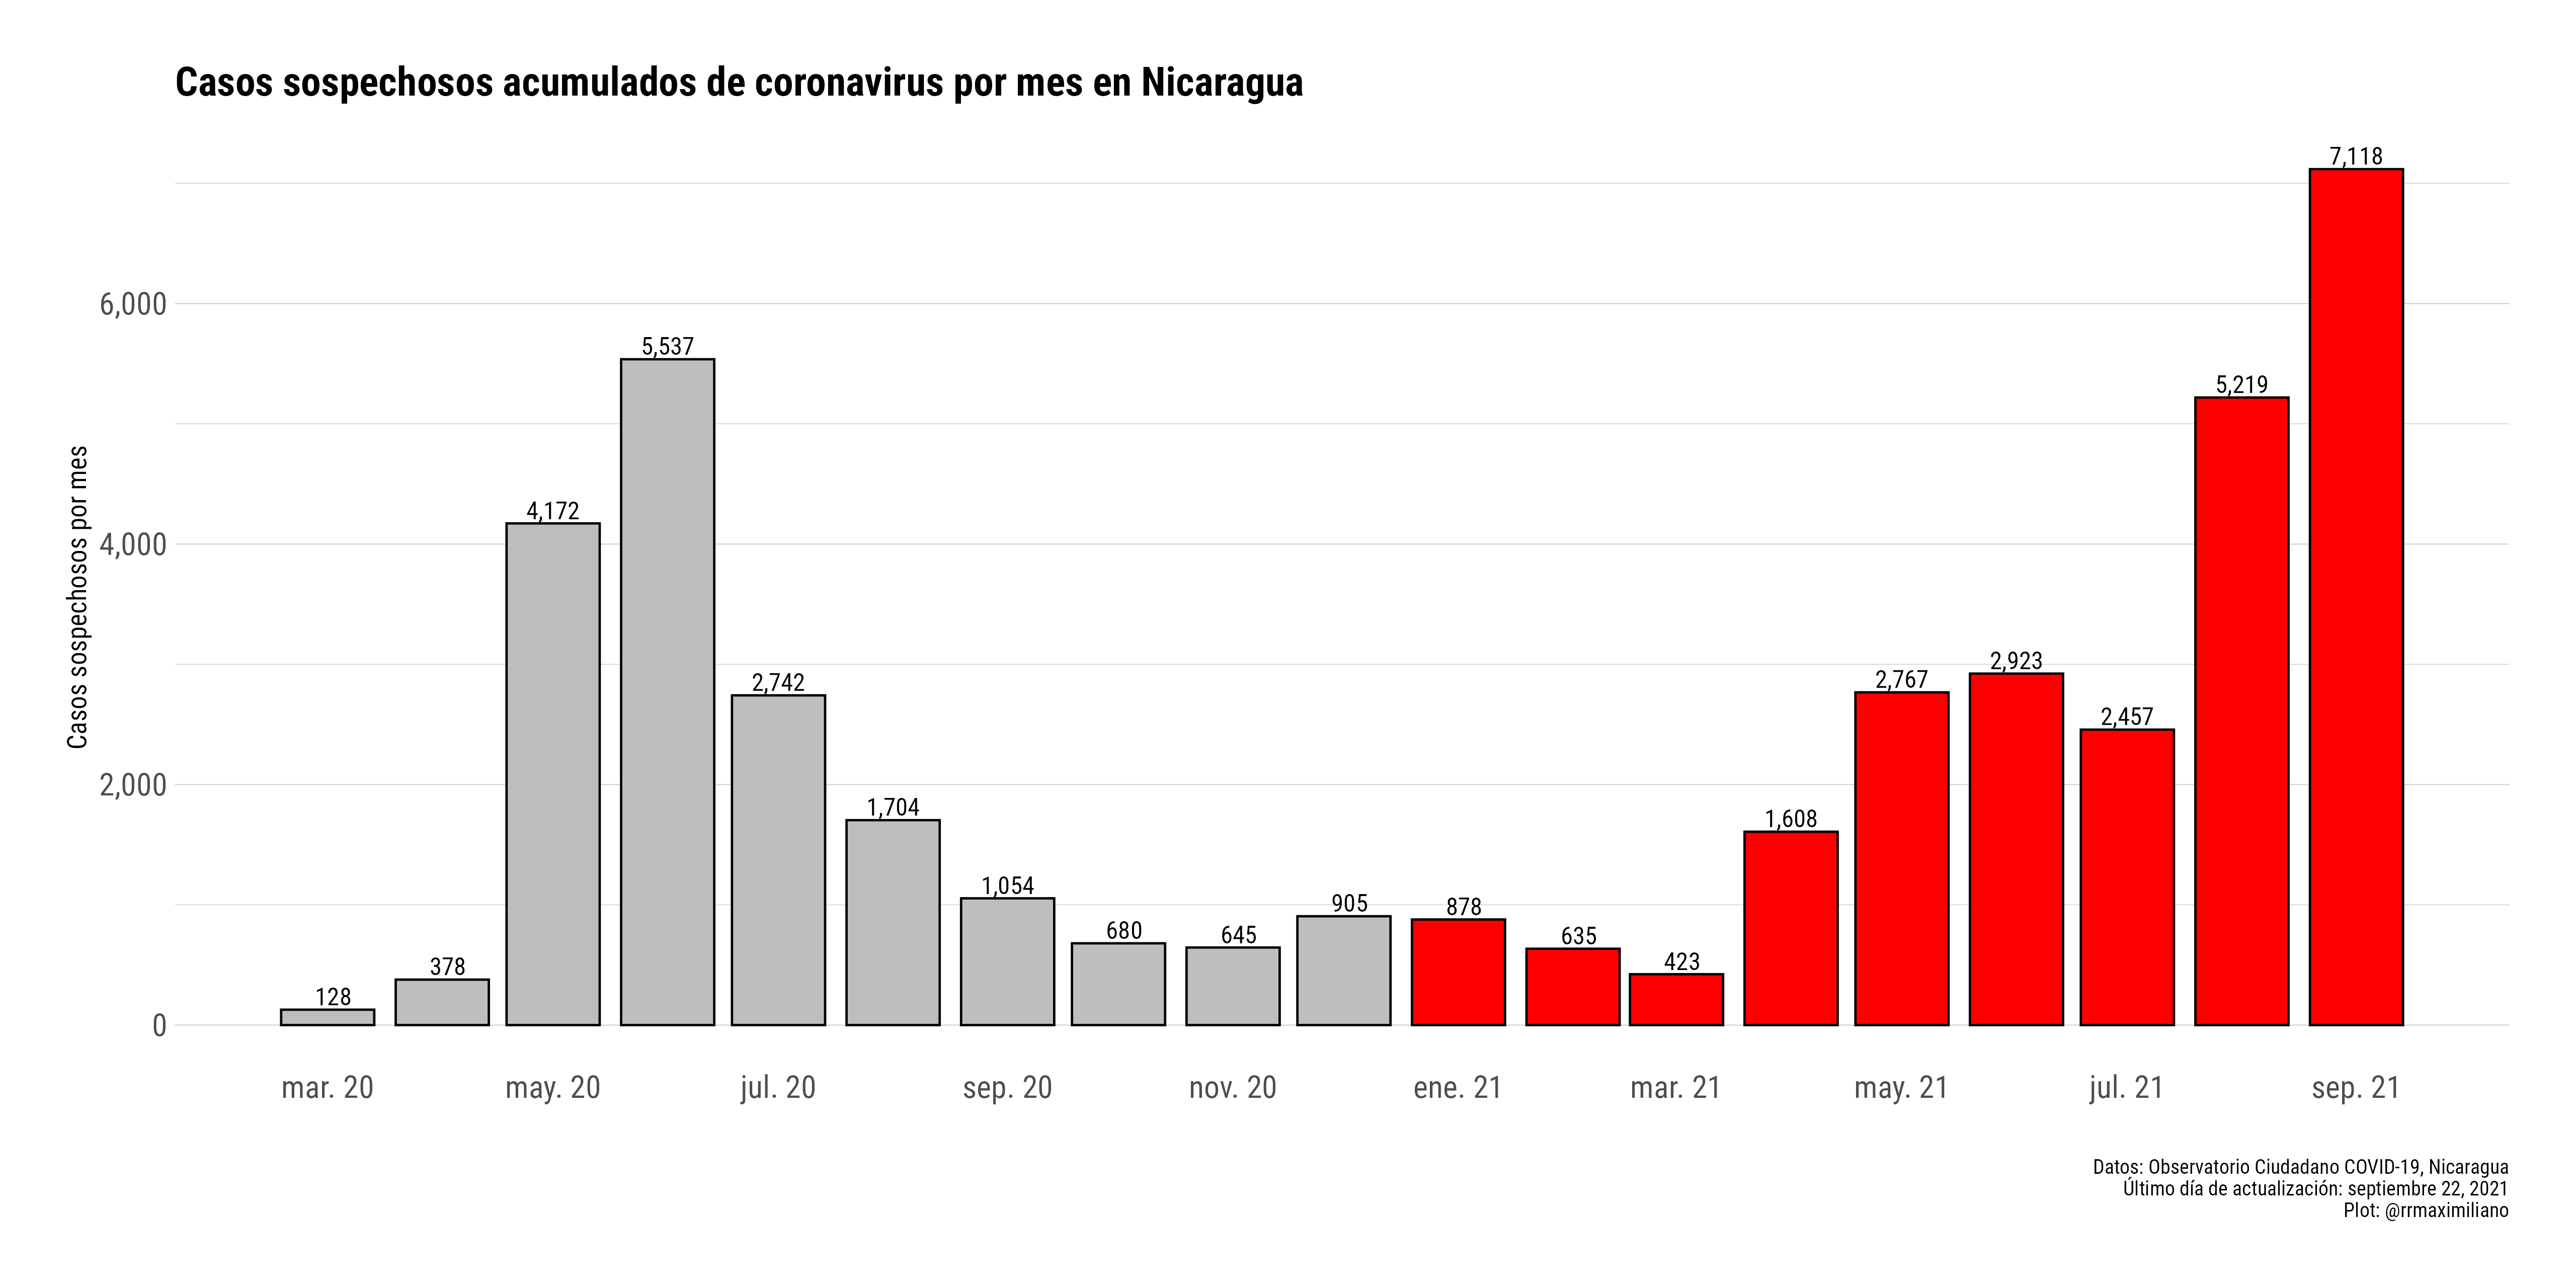 Casos sospechosos acumulados de coronavirus por mes en Nicaragua
7,118
6,000
5,537
5,219
4,172
4,000
2,923
2,767
2,742
2,457
2,000
1,704
1,608
1,054
905
878
680
645
635
423
378
128
0
Casos sospechosos por mes
mar. 20
may. 20
jul. 20
sep. 20
nov. 20
ene. 21
mar. 21
may. 21
jul. 21
sep. 21
Datos: Observatorio Ciudadano COVID-19, Nicaragua
Último día de actualización: septiembre 22, 2021
Plot: @rrmaximiliano